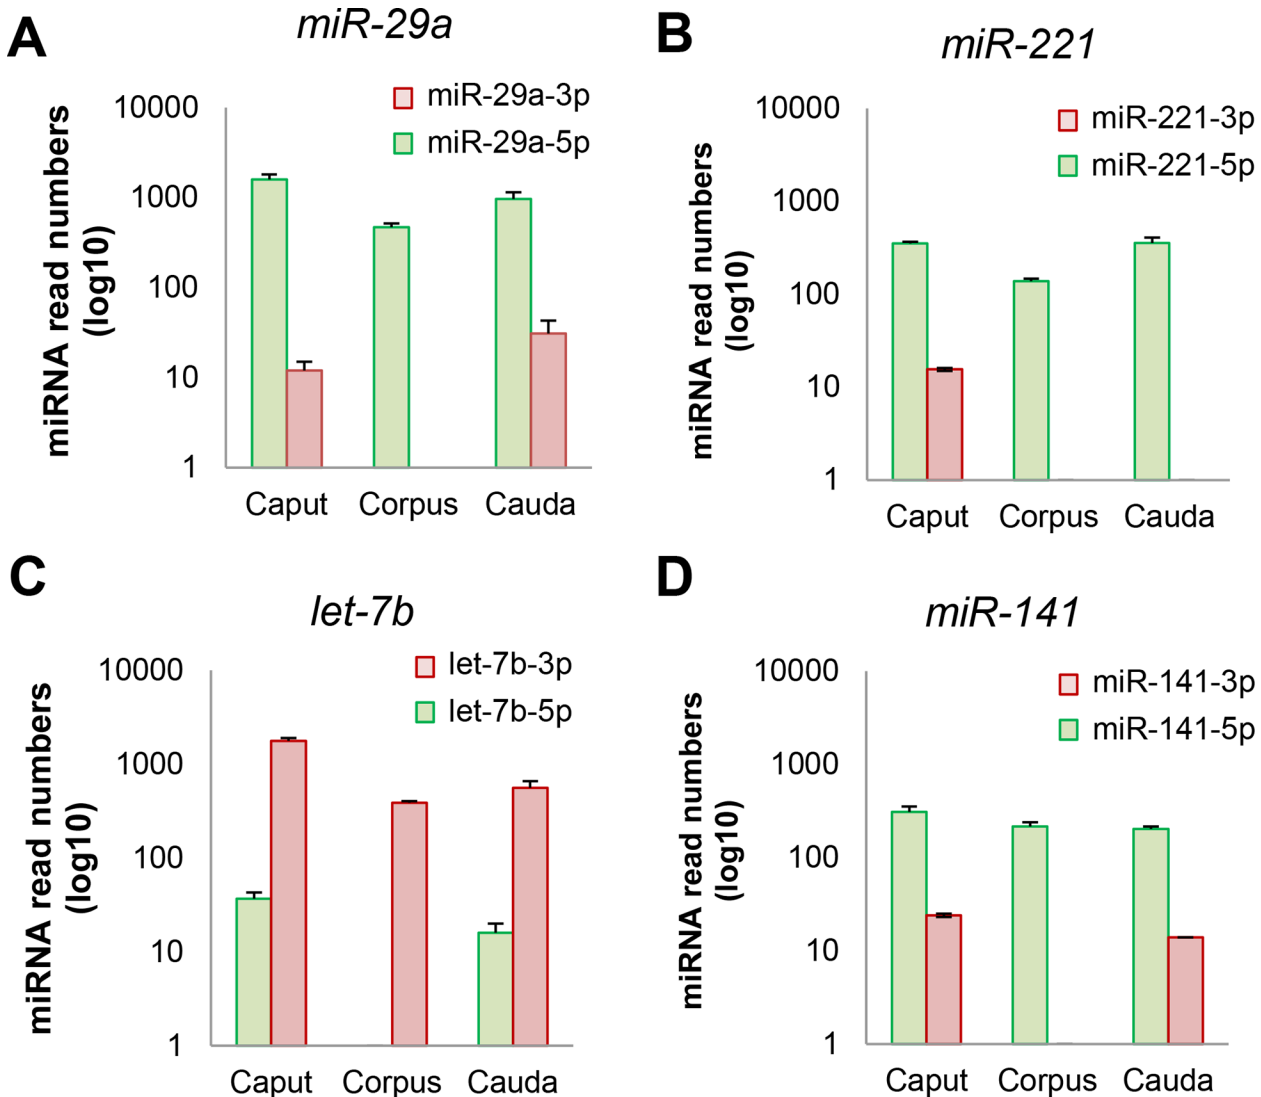 A
miR-29a
miRNA read numbers
(log10)
10000
1000
100
10
1
miR-29a-3p
miR-29a-5p
Caput Corpus Cauda
B
miR-221
miRNA read numbers
(log10)
10000
1000
100
10
1
miR-221-3p
miR-221-5p
Caput Corpus Cauda
C
let-7b
miRNA read numbers
(log10)
10000
1000
100
10
1
let-7b-3p
let-7b-5p
Caput Corpus Cauda
D
miR-141
miRNA read numbers
(log10)
10000
1000
100
10
1
miR-141-3p
miR-141-5p
Caput Corpus Cauda